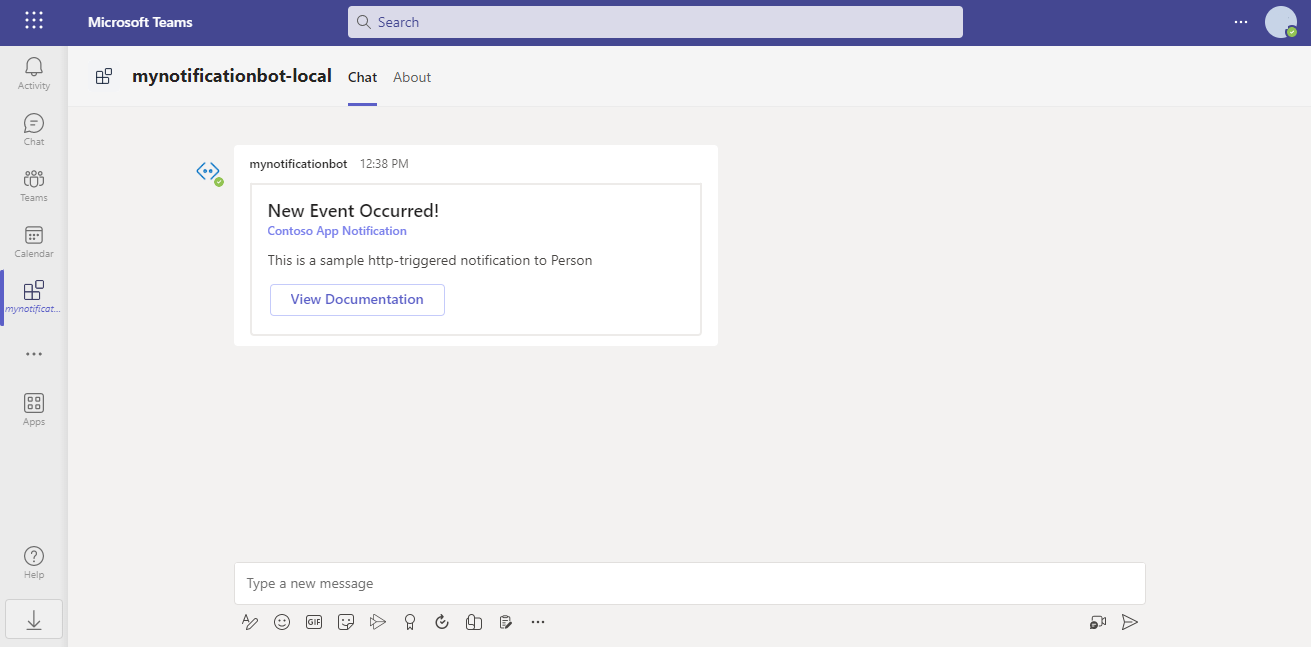 Microsoft Teams
Search
Activity
Chat
Teams
Calendar
mynotificat...
Apps
Help
mynotificationbot-local
Chat
About
mynotificationbot 12:38 PM
New Event Occurred!
Contoso App Notification
This is a sample http-triggered notification to Person
View Documentation
Type a new message
GIF